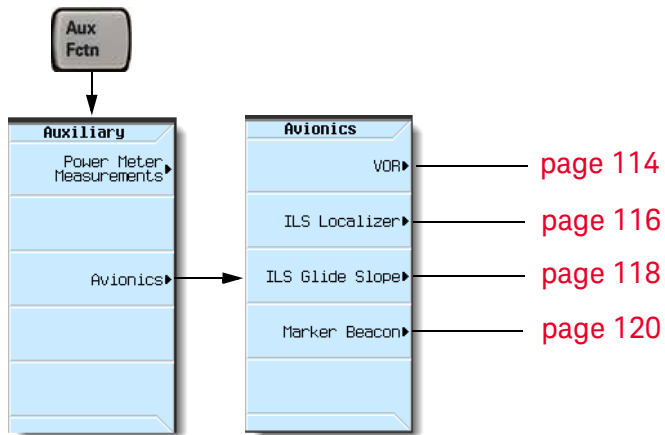 Aux
Fctn
Auxiliary
Power Meter
Measurements
Avionics
Avionics
VOR
page 114
ILS Localizer
page 116
ILS Glide Slope
page 118
Marker Beacon
page 120